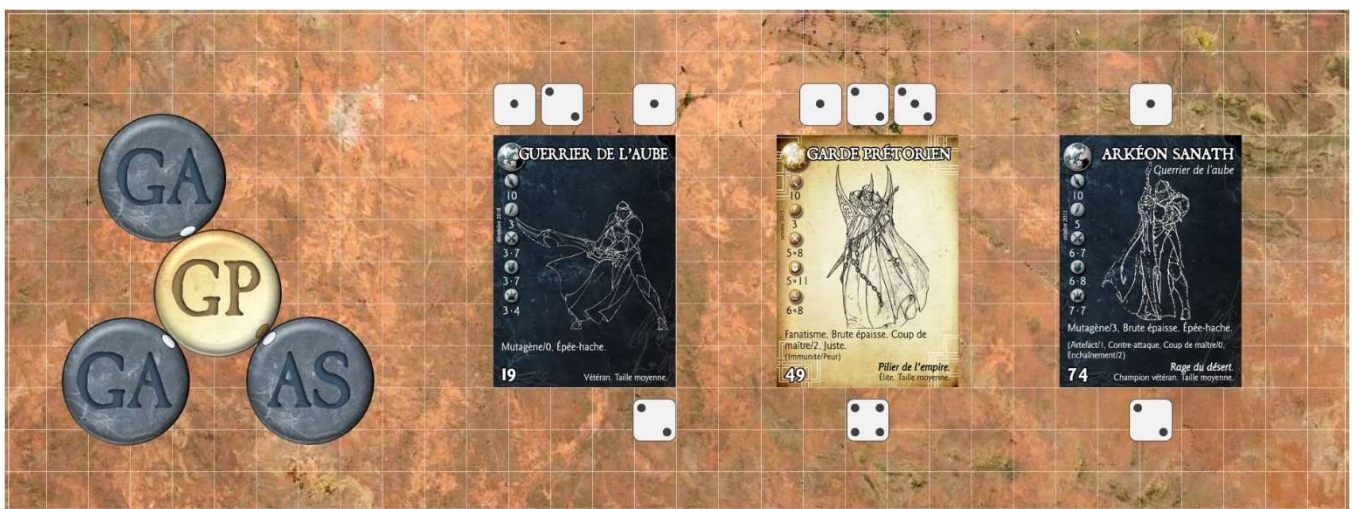 GA
GP
GA
AS
GUERRIER DE L'AUBE
10
3
3•7
3•7
3•4
Mutagène/0, Épée-hache.
19
Vétéran. Taille moyenne.
GARDE PRÉTORIEN
10
3
5•8
5•11
6•8
Fanatisme, Brute épaisse, Coup de
maître/2, Juste.
(Immunité/Peur)
Pilier de l'empire.
49
Élite. Taille moyenne.
ARKÉON SANATH
Guerrier de l'aube
10
5
6•7
6•8
7•7
Mutagène/3, Brute épaisse, Épée-hache.
(Artefact/1, Contre-attaque, Coup de maître/0,
Enchaînement/2)
Rage du désert.
74
Champion vétéran. Taille moyenne.